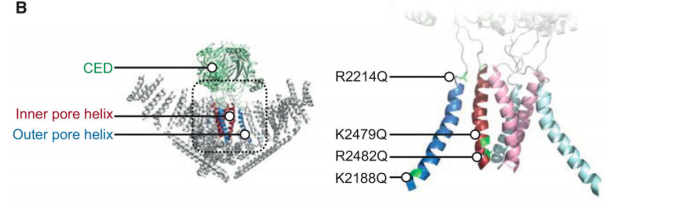 B
CED
Inner pore helix
Outer pore helix
R2214Q
K2479Q
R2482Q
K2188Q